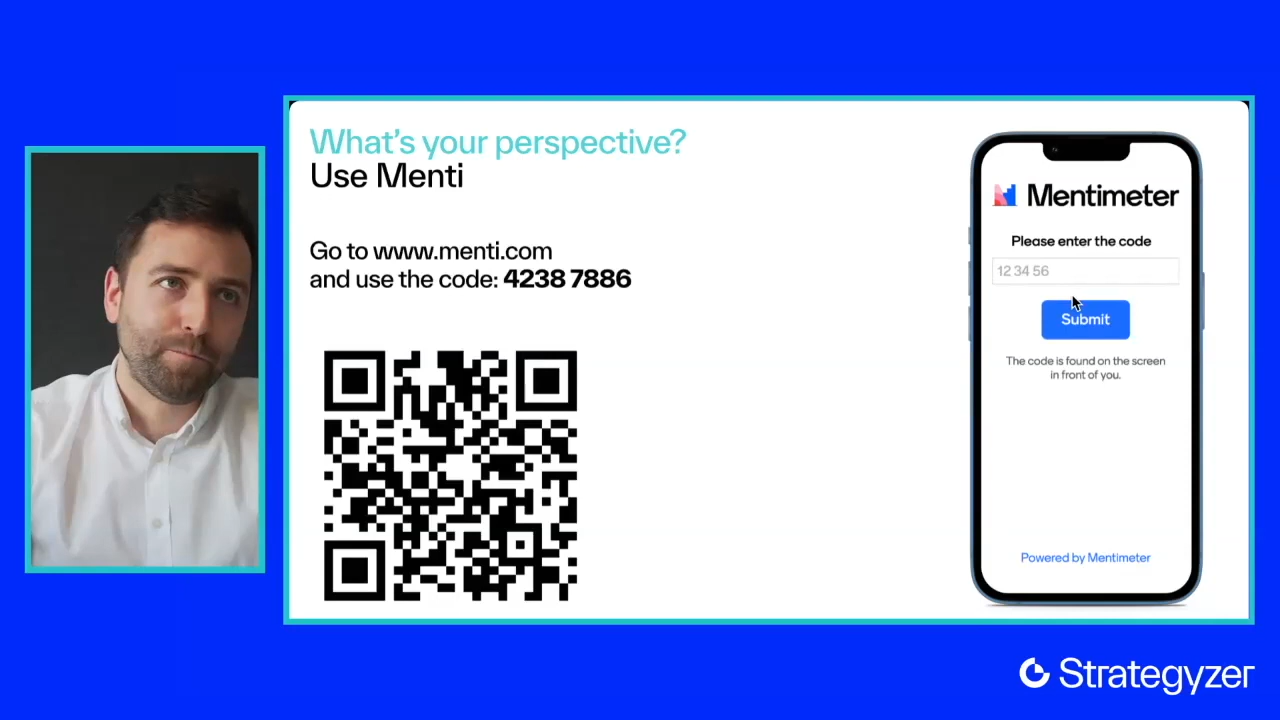 What's your perspective?
Use Menti
Go to www.menti.com
and use the code: 4238 7886
Mentimeter
Please enter the code
12 34 56
Submit
The code is found on the screen
in front of you.
Powered by Mentimeter
Strategyzer